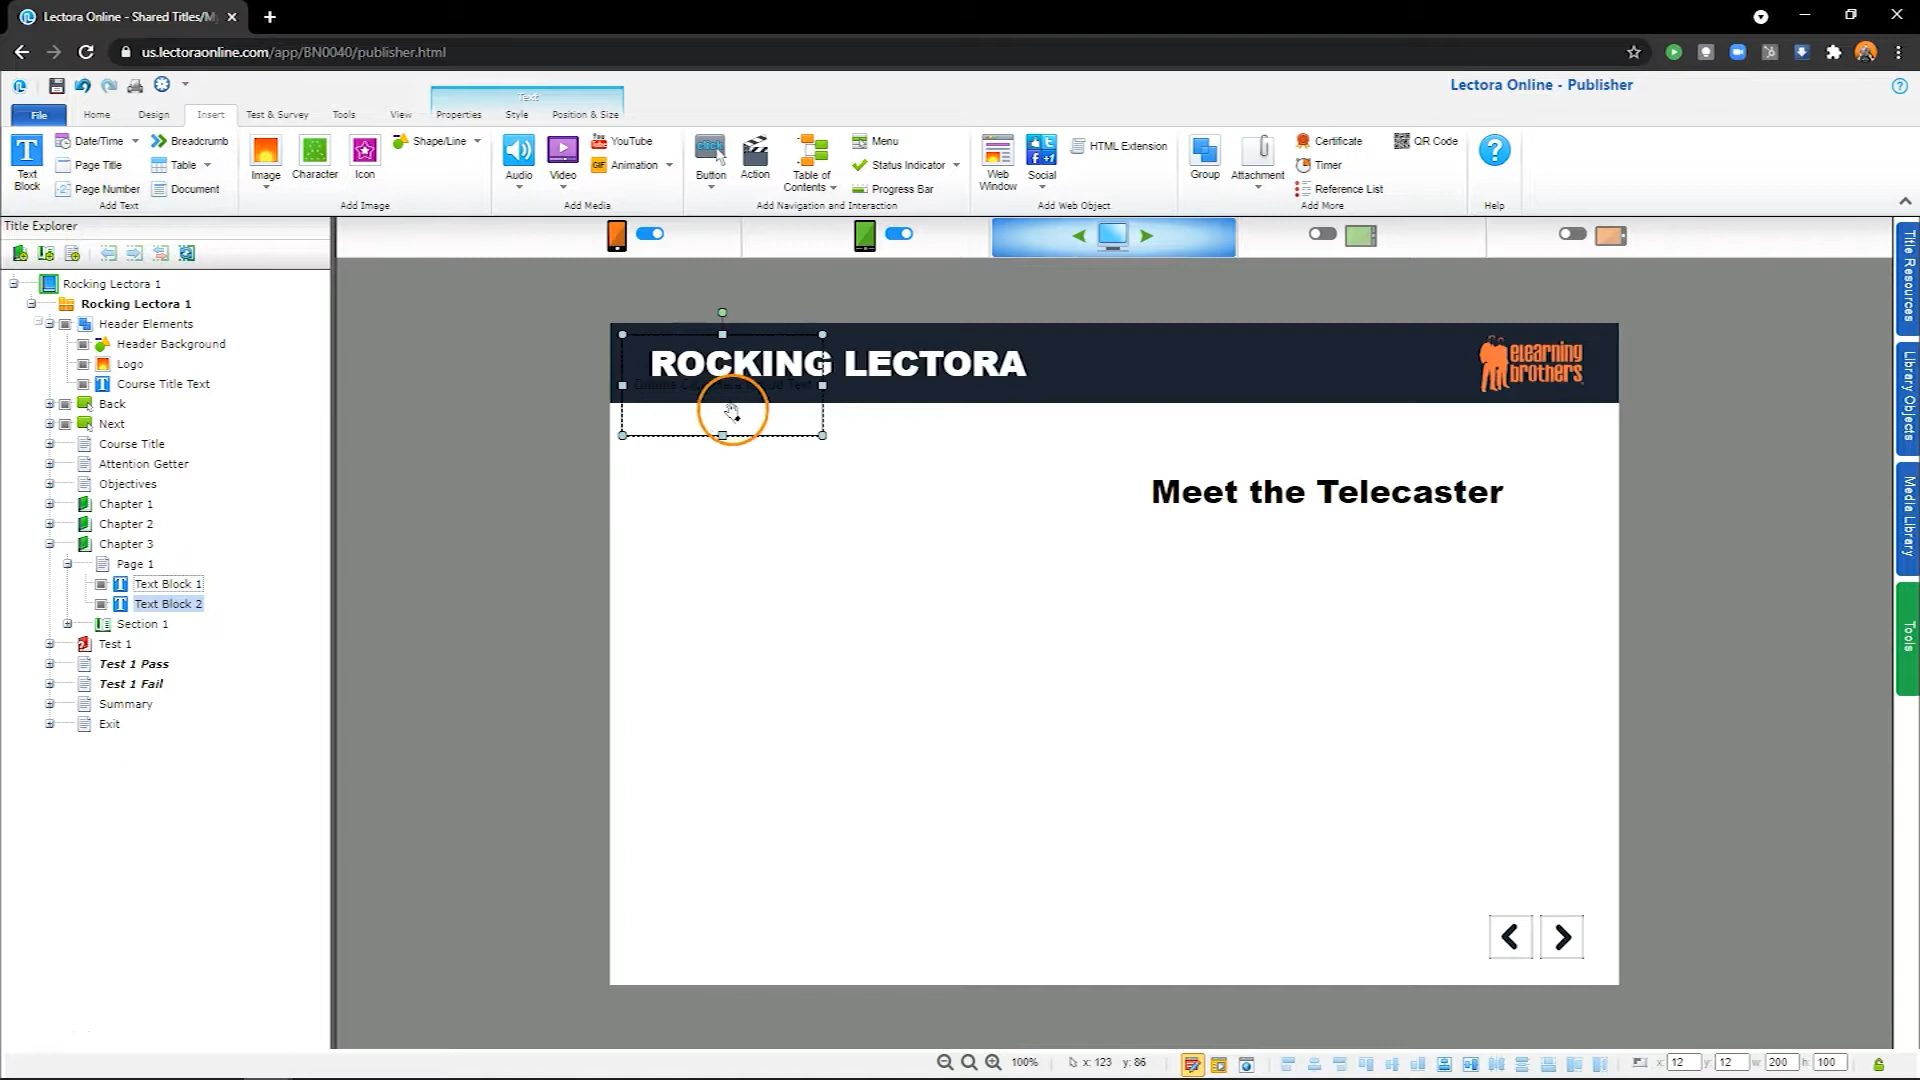 Lectora Online - Shared Titles/M
us.lectoraonline.com/app/BN0040/publisher.html
Lectora Online - Publisher
Text
File Home Design Insert Test & Survey Tools View Properties Style Position & Size
Text Block
Date/Time
Page Title
Page Number
Breadcrumb
Table
Document
Add Text
Image
Character
Icon
Shape/Line
Add Image
Audio
Video
YouTube
Animation
Add Media
Button
Action
Table of Contents
Menu
Status Indicator
Progress Bar
Add Navigation and Interaction
Web Window
Social
HTML Extension
Add Web Object
Group
Attachment
Certificate
Timer
Reference List
QR Code
Add More
Help
Title Explorer
Rocking Lectora 1
Rocking Lectora 1
Header Elements
Header Background
Logo
Course Title Text
Back
Next
Course Title
Attention Getter
Objectives
Chapter 1
Chapter 2
Chapter 3
Page 1
Text Block 1
Text Block 2
Section 1
Test 1
Test 1 Pass
Test 1 Fail
Summary
Exit
ROCKING LECTORA
elearning
brothers
Meet the Telecaster
Title Resources
Library Objects
Media Library
Tools
100% x: 123 y: 86 x: 12 y: 12 w: 200 h: 100